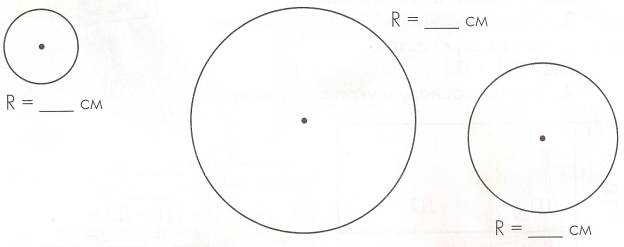 R = ____ см
R = ____ см
R = ____ см